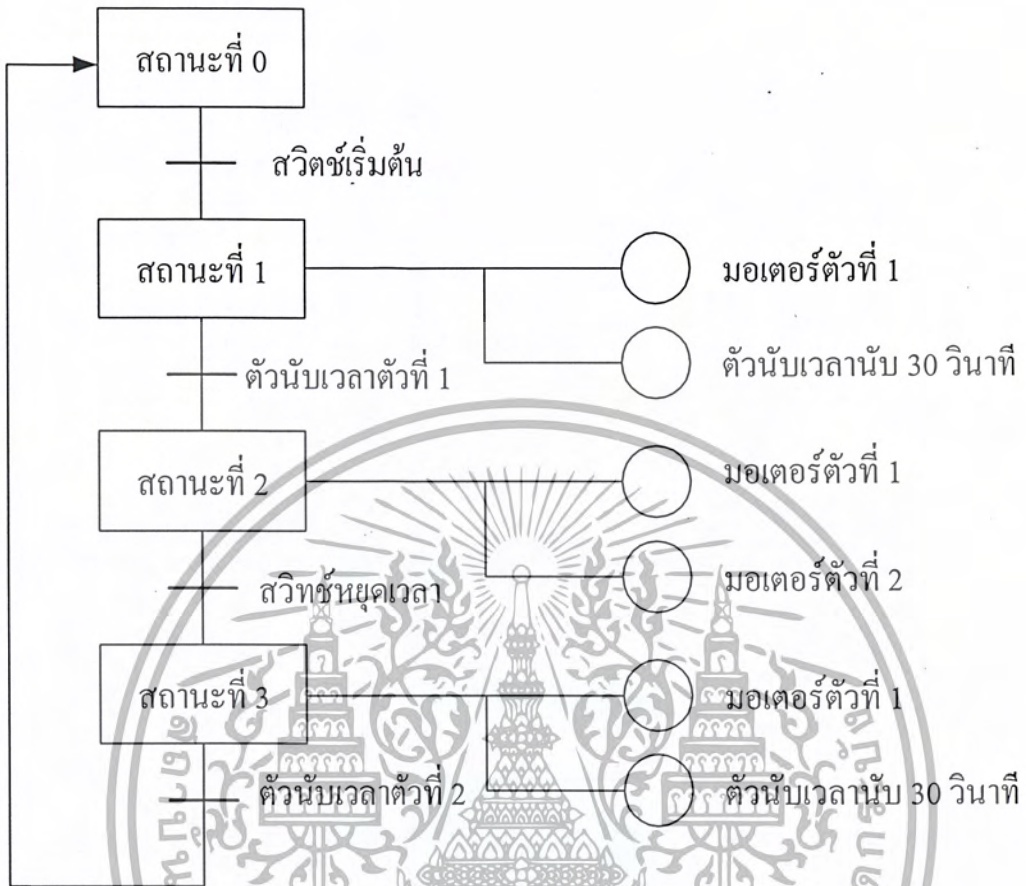 สถานะที่ 0
สวิตช์เริ่มต้น
สถานะที่ 1
มอเตอร์ตัวที่ 1
ตัวนับเวลานับ 30 วินาที
ตัวนับเวลาตัวที่ 1
สถานะที่ 2
มอเตอร์ตัวที่ 1
มอเตอร์ตัวที่ 2
สวิทช์หยุดเวลา
สถานะที่ 3
มอเตอร์ตัวที่ 1
ตัวนับเวลานับ 30 วินาที
ตัวนับเวลาตัวที่ 2